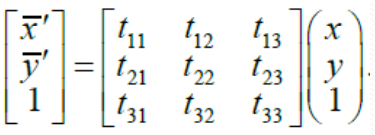 x̅′ t₁₁ t₁₂ t₁₃ x
y̅′ = t₂₁ t₂₂ t₂₃ y
1 t₃₁ t₃₂ t₃₃ 1 .